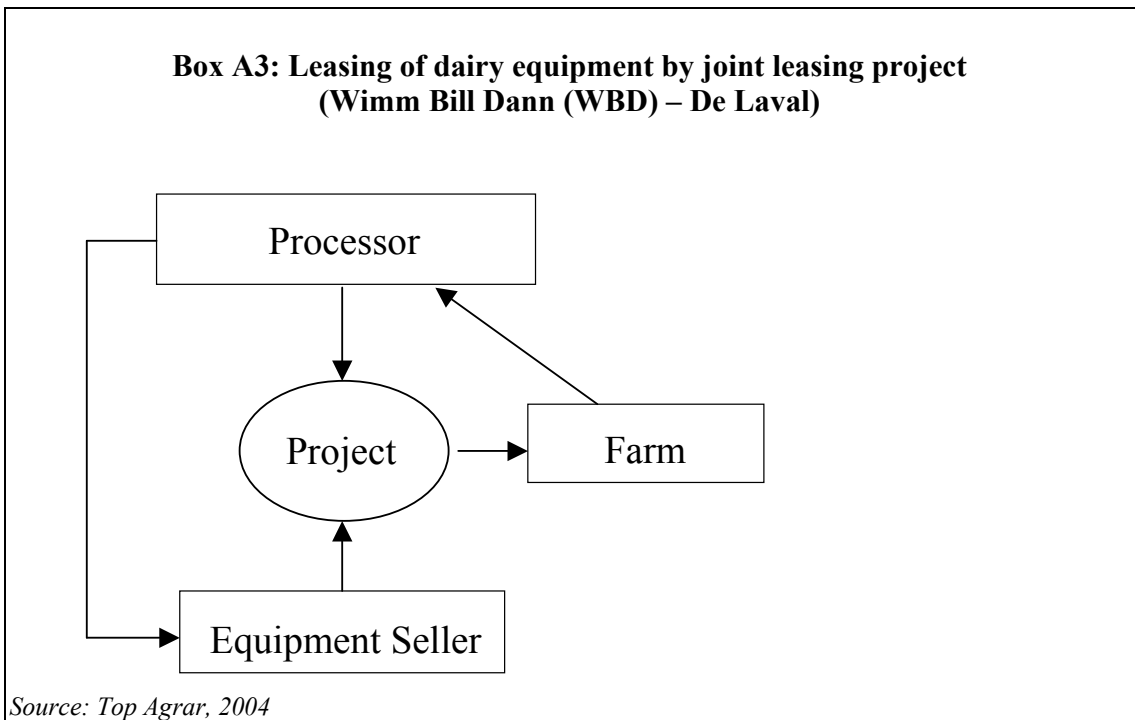 Box A3: Leasing of dairy equipment by joint leasing project
(Wimm Bill Dann (WBD) – De Laval)
Processor
Project
Farm
Equipment Seller
Source: Top Agrar, 2004